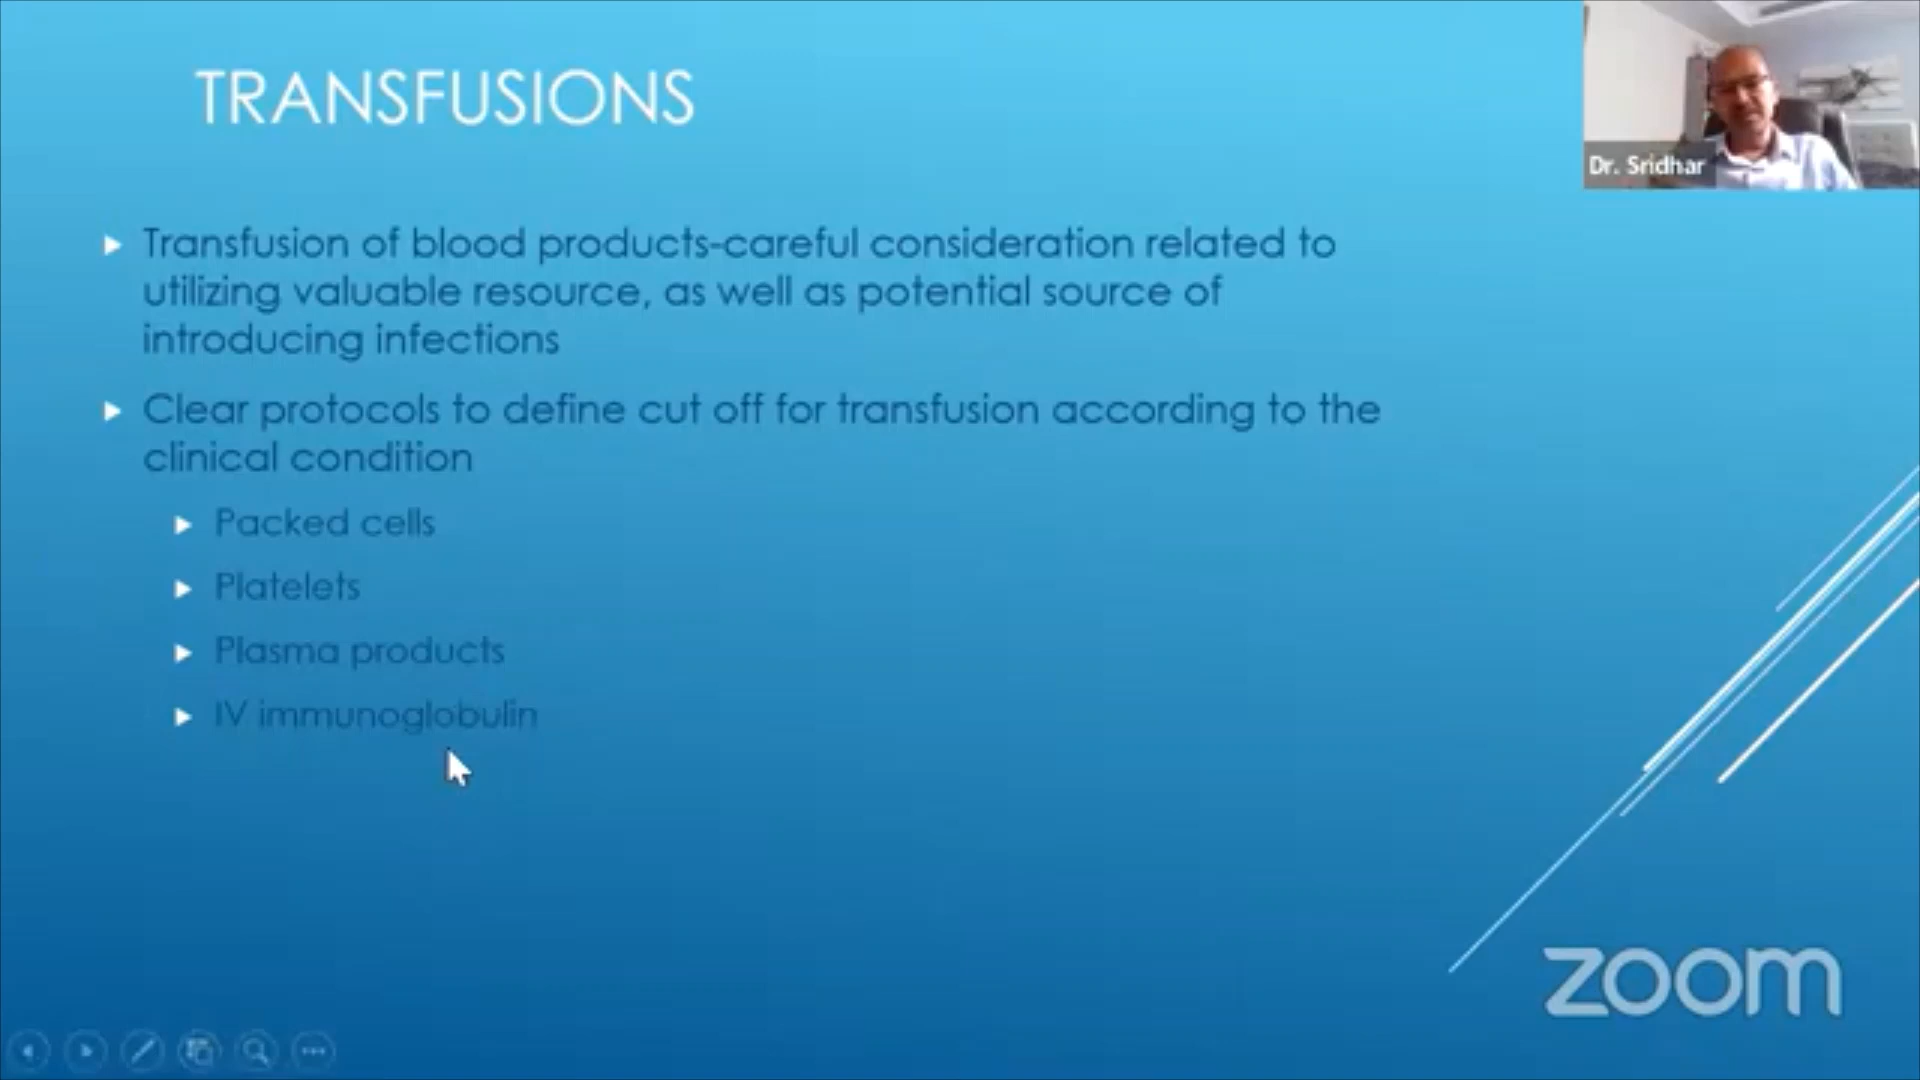 TRANSFUSIONS
Dr. Sridhar
Transfusion of blood products-careful consideration related to
utilizing valuable resource, as well as potential source of
introducing infections
Clear protocols to define cut off for transfusion according to the
clinical condition
Packed cells
Platelets
Plasma products
IV immunoglobulin
zoom